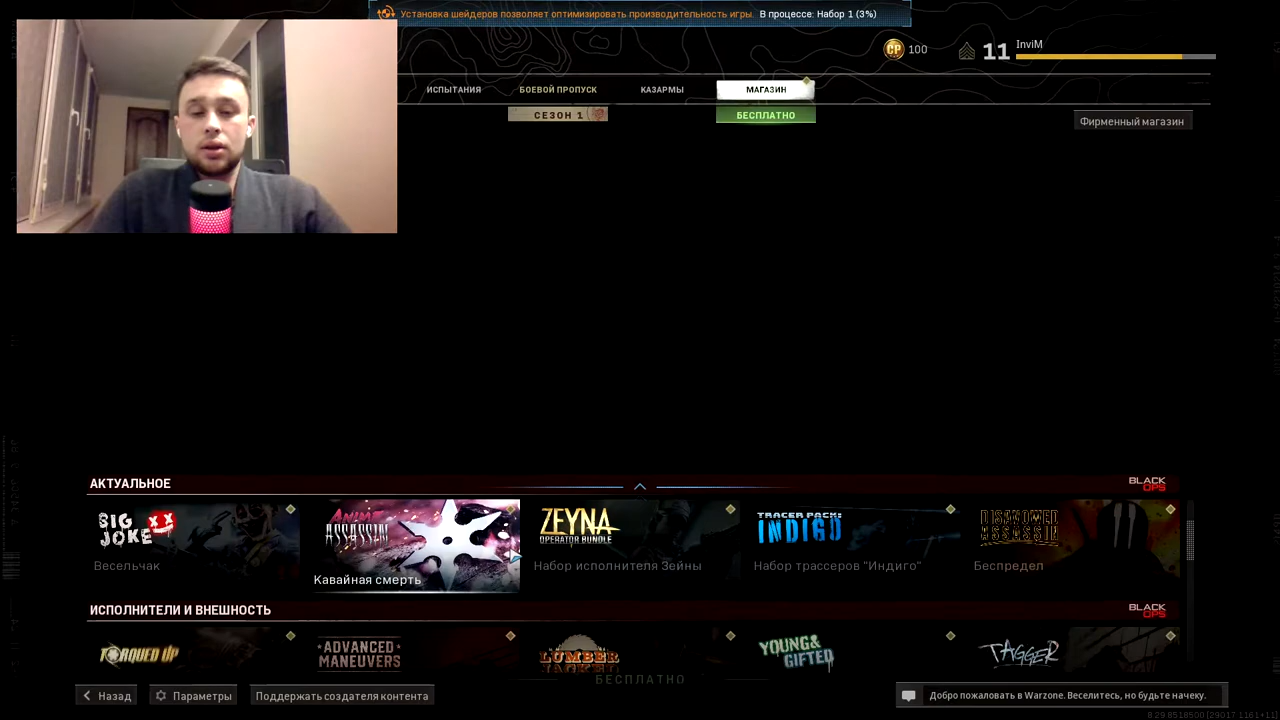 Установка шейдеров позволяет оптимизировать производительность игры. В процессе: Набор 1 (3%)
CP 100
11 InviM
ИСПЫТАНИЯ БОЕВОЙ ПРОПУСК КАЗАРМЫ МАГАЗИН
СЕЗОН 1 БЕСПЛАТНО
Фирменный магазин
АКТУАЛЬНОЕ BLACK OPS
BIG JOKE
Весельчак
ANIME ASSASSIN
Кавайная смерть
ZEYNA
OPERATOR BUNDLE
Набор исполнителя Зейны
TRACER PACK:
INDIGO
Набор трассеров "Индиго"
DISAVOWED
ASSASSIN
Беспредел
ИСПОЛНИТЕЛИ И ВНЕШНОСТЬ BLACK OPS
TORQUED UP
ADVANCED
MANEUVERS
LUMBER
JACKED
YOUNG &
GIFTED
TAGGER
БЕСПЛАТНО
Назад Параметры Поддержать создателя контента
Добро пожаловать в Warzone. Веселитесь, но будьте начеку.